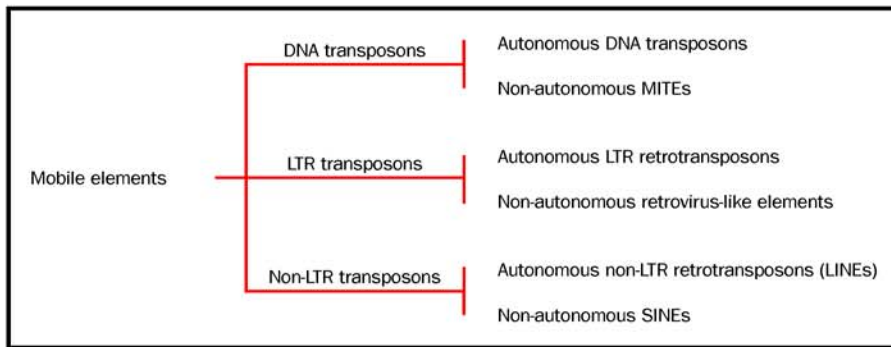 DNA transposons
Autonomous DNA transposons
Non-autonomous MITEs
Mobile elements
LTR transposons
Autonomous LTR retrotransposons
Non-autonomous retrovirus-like elements
Non-LTR transposons
Autonomous non-LTR retrotransposons (LINEs)
Non-autonomous SINEs